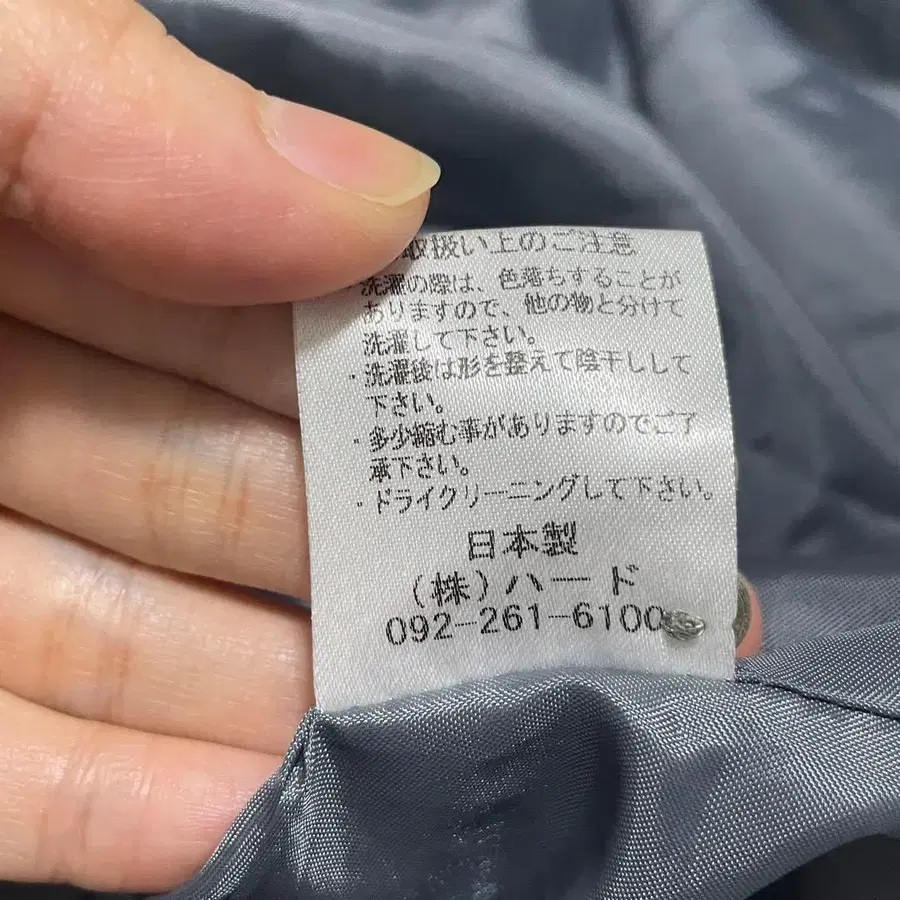 取扱い上のご注意
・洗濯の際は、色落ちすることが
ありますので、他の物と分けて
洗濯して下さい。
・洗濯後は形を整えて陰干しして
下さい。
・多少縮む事がありますのでご了
承下さい。
・ドライクリーニングして下さい。
日本製
(株)ハード
092-261-6100